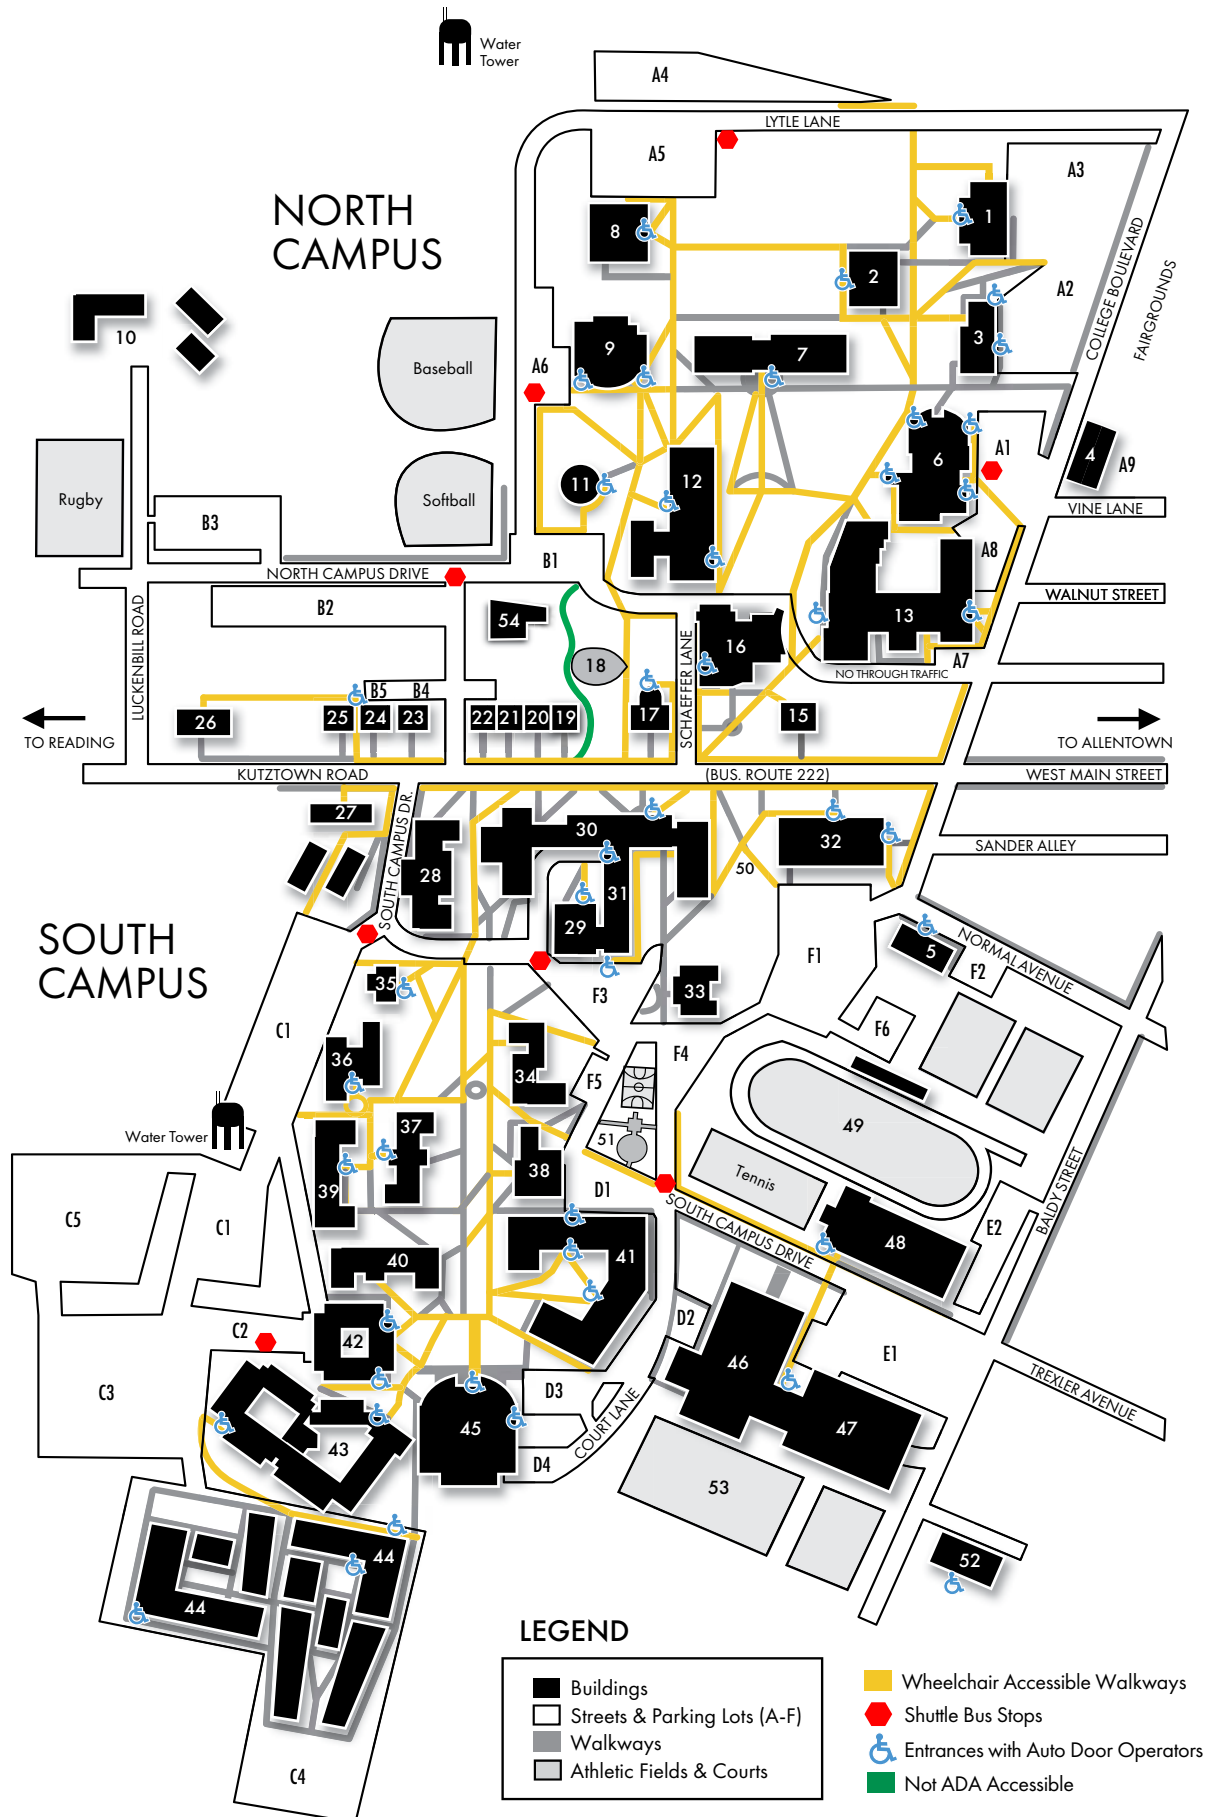 Water
Tower
A4
LYTLE LANE
A5
A3
NORTH
CAMPUS
1
8
2
A2
COLLEGE BOULEVARD
FAIRGROUNDS
10
3
9
7
Baseball
A6
6
A1
4
A9
Rugby
Softball
11
12
B3
VINE LANE
B1
A8
NORTH CAMPUS DRIVE
B2
54
WALNUT STREET
13
LUCKENBILL ROAD
16
18
A7
SCHAEFFER LANE
NO THROUGH TRAFFIC
B5
B4
26
25
24
23
22
21
20
19
17
15
TO READING
TO ALLENTOWN
KUTZTOWN ROAD
(BUS. ROUTE 222)
WEST MAIN STREET
27
SOUTH CAMPUS DR.
30
32
SANDER ALLEY
28
50
31
29
SOUTH
CAMPUS
5
NORMAL AVENUE
F1
F2
35
F3
33
C1
F6
36
34
F4
F5
Water Tower
37
51
49
38
39
Tennis
D1
BALDY STREET
C5
C1
SOUTH CAMPUS DRIVE
E2
48
40
41
C2
42
D2
46
E1
C3
TREXLER AVENUE
D3
45
COURT LANE
47
43
D4
53
44
52
44
C4
LEGEND
Buildings
Streets & Parking Lots (A-F)
Walkways
Athletic Fields & Courts
Wheelchair Accessible Walkways
Shuttle Bus Stops
Entrances with Auto Door Operators
Not ADA Accessible